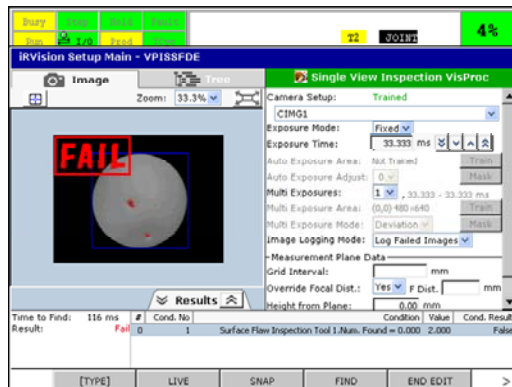 Busy Step Hold Fault
Run I/O Prod TCyc
T2 JOINT
4%
iRVision Setup Main - VPISSFDE
Image Tree
Zoom: 33.3%
FAIL
Single View Inspection VisProc
Camera Setup: Trained
CIMG1
Exposure Mode: Fixed
Exposure Time: 33.333 ms
Auto Exposure Area: Not Trained Train
Auto Exposure Adjust: 0 Mask
Multi Exposures: 1 , 33.333 - 33.333 ms
Multi Exposure Area: (0,0) 480x640 Train
Multi Exposure Mode: Deviation Mask
Image Logging Mode: Log Failed Images
Measurement Plane Data
Grid Interval: mm
Override Focal Dist.: Yes F Dist. mm
Height from Plane: 0.00 mm
Results
Time to Find: 116 ms
Result: Fail
# Cond. No Condition Value Cond. Result
0 1 Surface Flaw Inspection Tool 1.Num. Found = 0.000 2.000 False
[TYPE] LIVE SNAP FIND END EDIT >